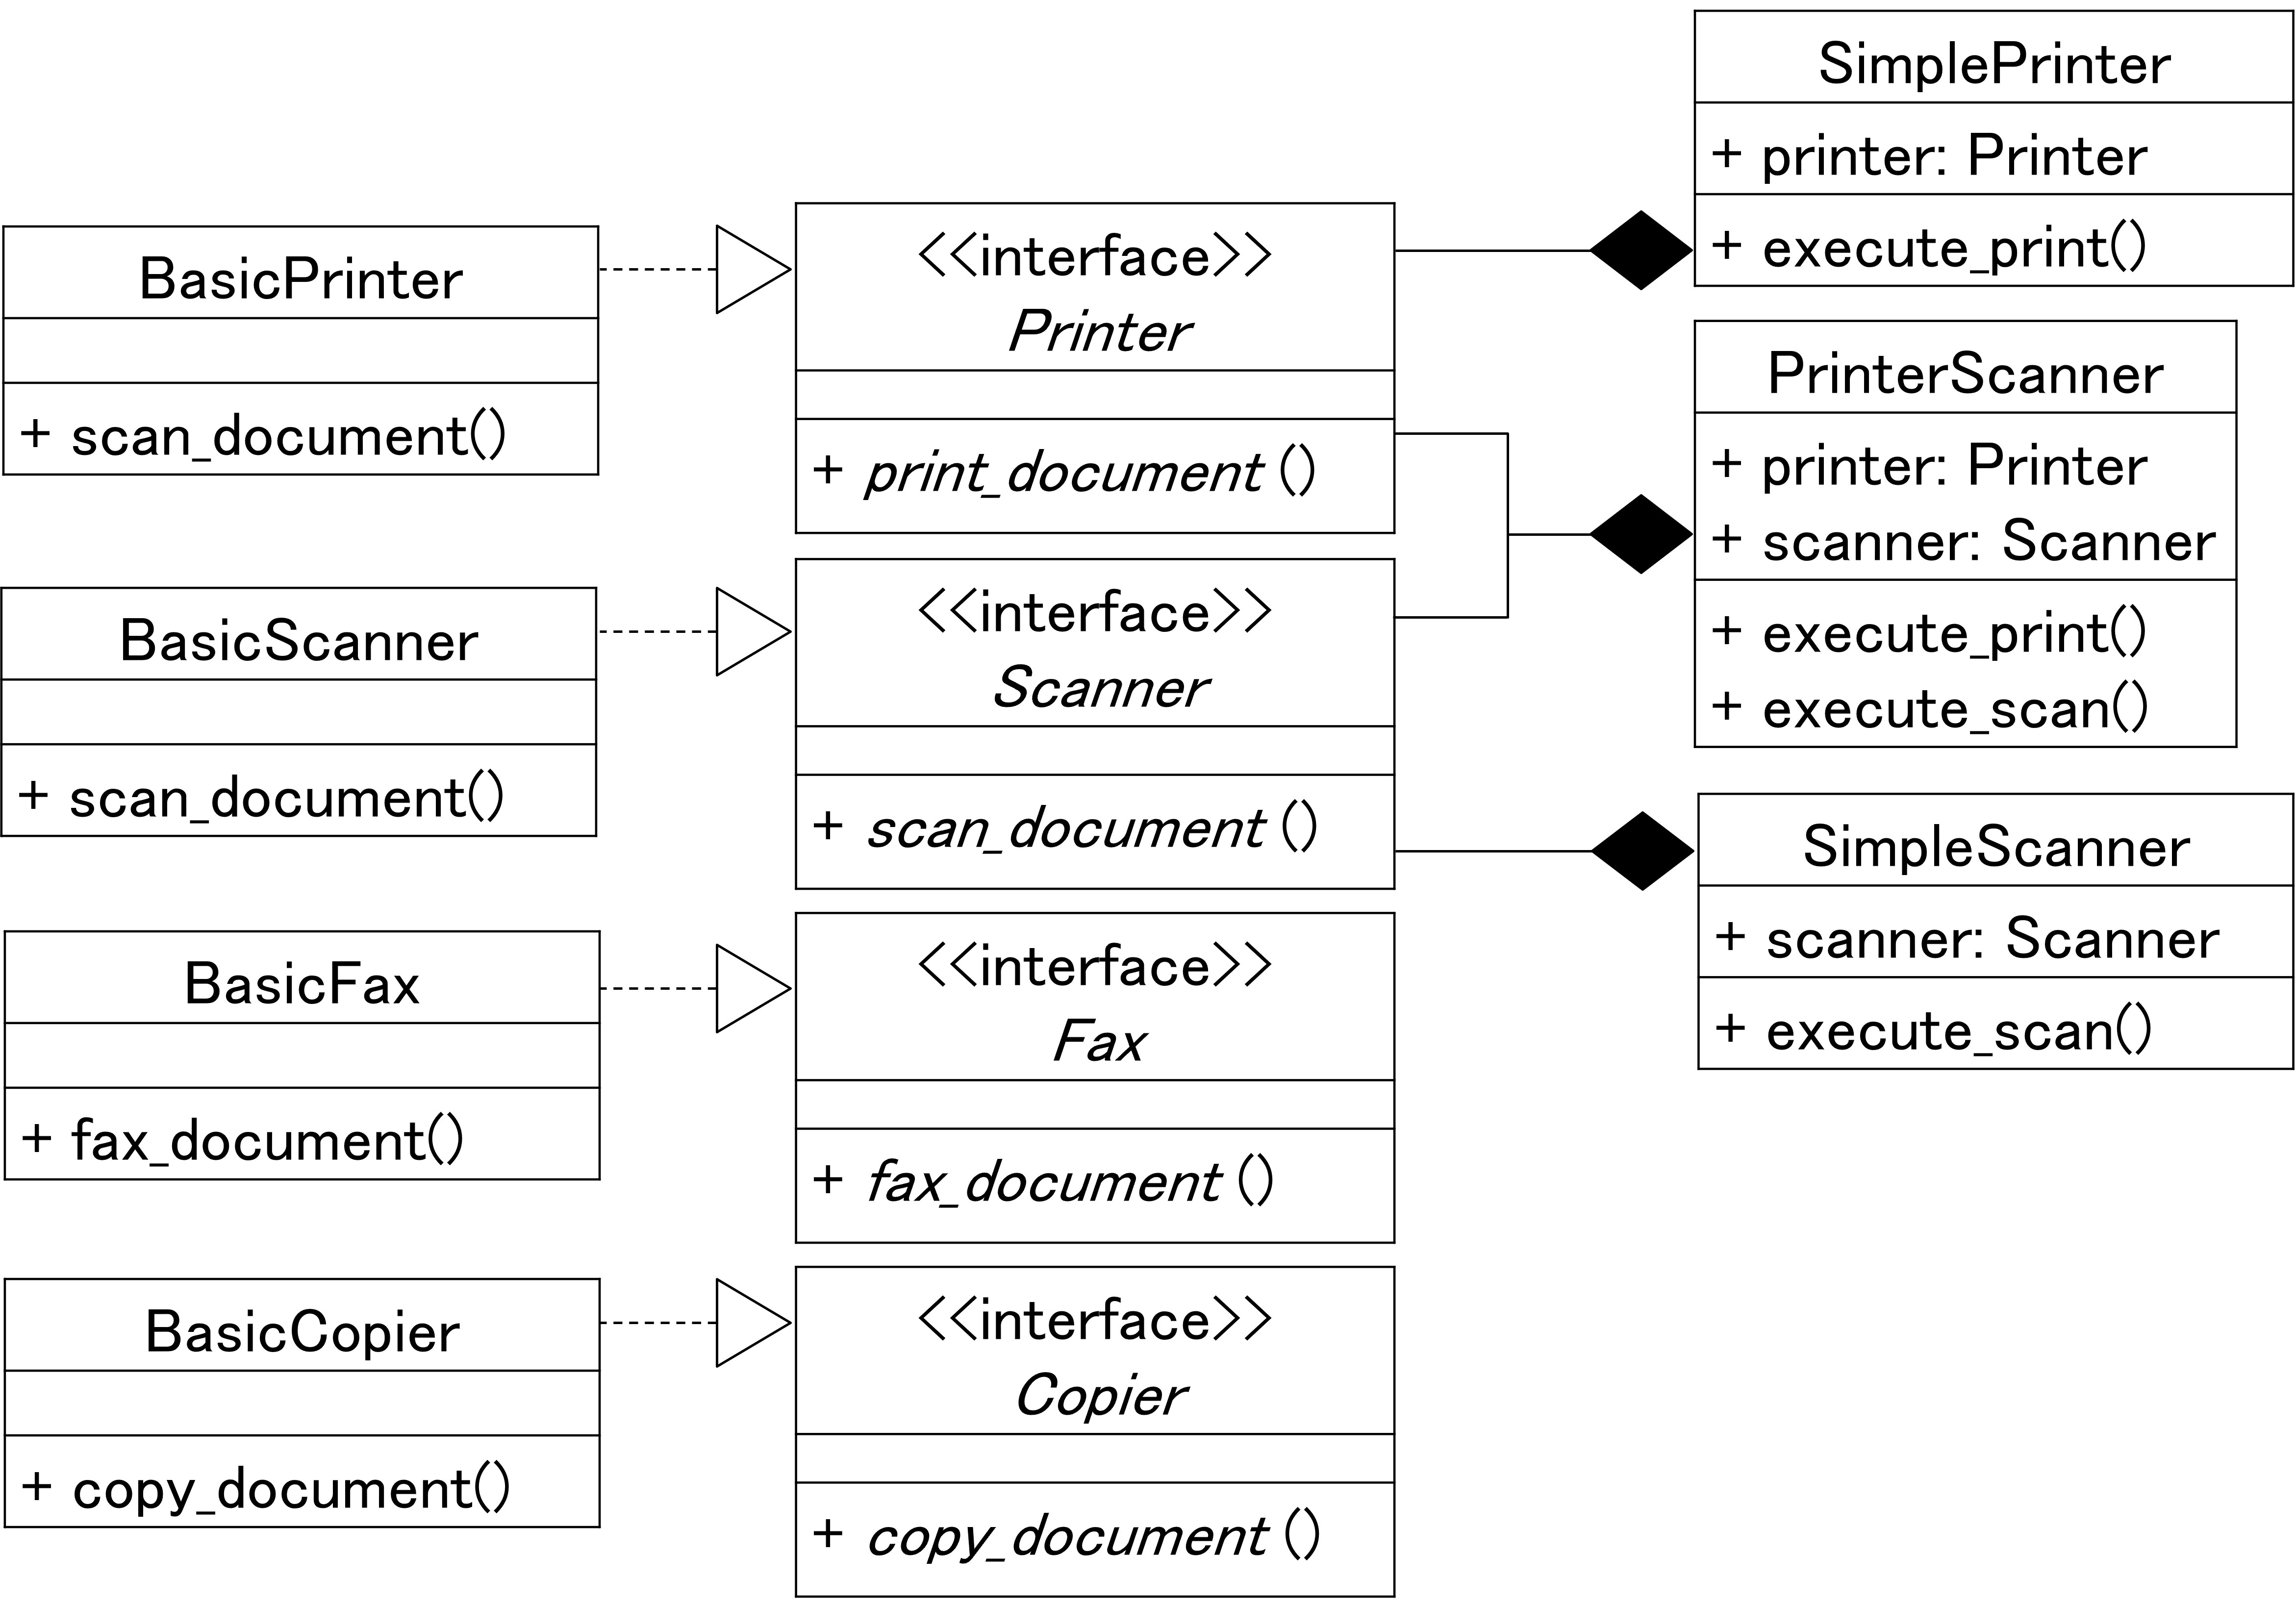 BasicPrinter
+ scan_document()
BasicScanner
+ scan_document()
BasicFax
+ fax_document()
BasicCopier
+ copy_document()
<<interface>>
Printer
+ print_document ()
<<interface>>
Scanner
+ scan_document ()
<<interface>>
Fax
+ fax_document ()
<<interface>>
Copier
+ copy_document ()
SimplePrinter
+ printer: Printer
+ execute_print()
PrinterScanner
+ printer: Printer
+ scanner: Scanner
+ execute_print()
+ execute_scan()
SimpleScanner
+ scanner: Scanner
+ execute_scan()